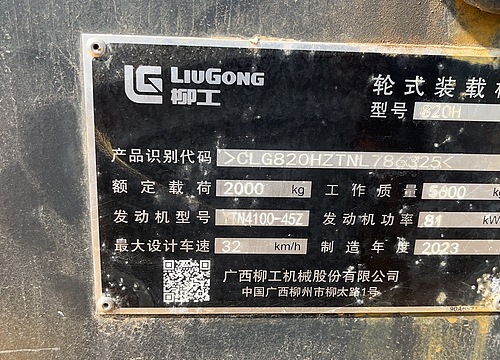 LIUGONG
柳工
轮式装载机
型号 820H
产品识别代码 >CLG820HZTNL786325<
额定载荷 2000 kg 工作质量 5600 kg
发动机型号 YTN4100-45Z 发动机功率 81 kW
最大设计车速 32 km/h 制造年度 2023
广西柳工机械股份有限公司
中国广西柳州市柳太路1号